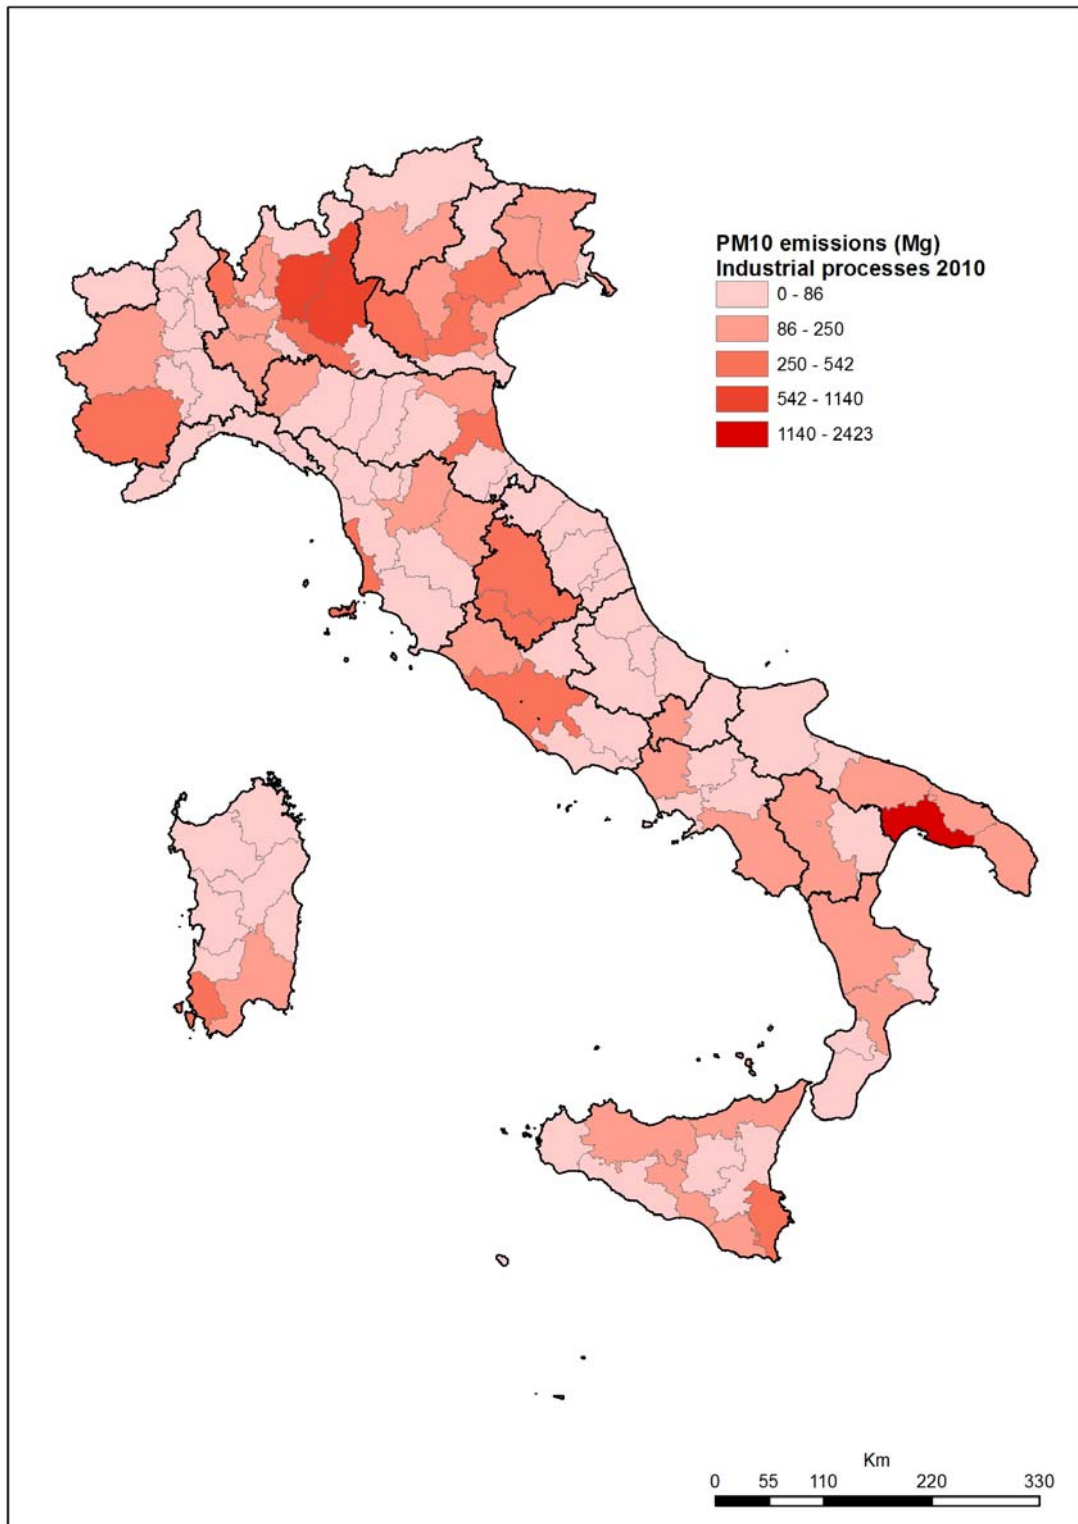 PM10 emissions (Mg)
Industrial processes 2010
0 - 86
86 - 250
250 - 542
542 - 1140
1140 - 2423
Km
0 55 110 220 330